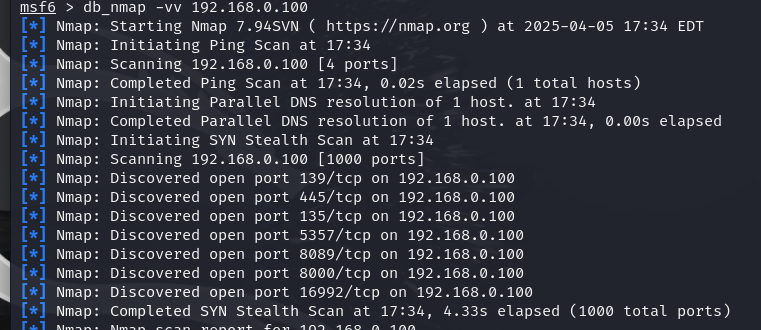 msf6 > db_nmap -vv 192.168.0.100
[*] Nmap: Starting Nmap 7.94SVN ( https://nmap.org ) at 2025-04-05 17:34 EDT
[*] Nmap: Initiating Ping Scan at 17:34
[*] Nmap: Scanning 192.168.0.100 [4 ports]
[*] Nmap: Completed Ping Scan at 17:34, 0.02s elapsed (1 total hosts)
[*] Nmap: Initiating Parallel DNS resolution of 1 host. at 17:34
[*] Nmap: Completed Parallel DNS resolution of 1 host. at 17:34, 0.00s elapsed
[*] Nmap: Initiating SYN Stealth Scan at 17:34
[*] Nmap: Scanning 192.168.0.100 [1000 ports]
[*] Nmap: Discovered open port 139/tcp on 192.168.0.100
[*] Nmap: Discovered open port 445/tcp on 192.168.0.100
[*] Nmap: Discovered open port 135/tcp on 192.168.0.100
[*] Nmap: Discovered open port 5357/tcp on 192.168.0.100
[*] Nmap: Discovered open port 8089/tcp on 192.168.0.100
[*] Nmap: Discovered open port 8000/tcp on 192.168.0.100
[*] Nmap: Discovered open port 16992/tcp on 192.168.0.100
[*] Nmap: Completed SYN Stealth Scan at 17:34, 4.33s elapsed (1000 total ports)
[*] Nmap: Nmap scan report for 192.168.0.100